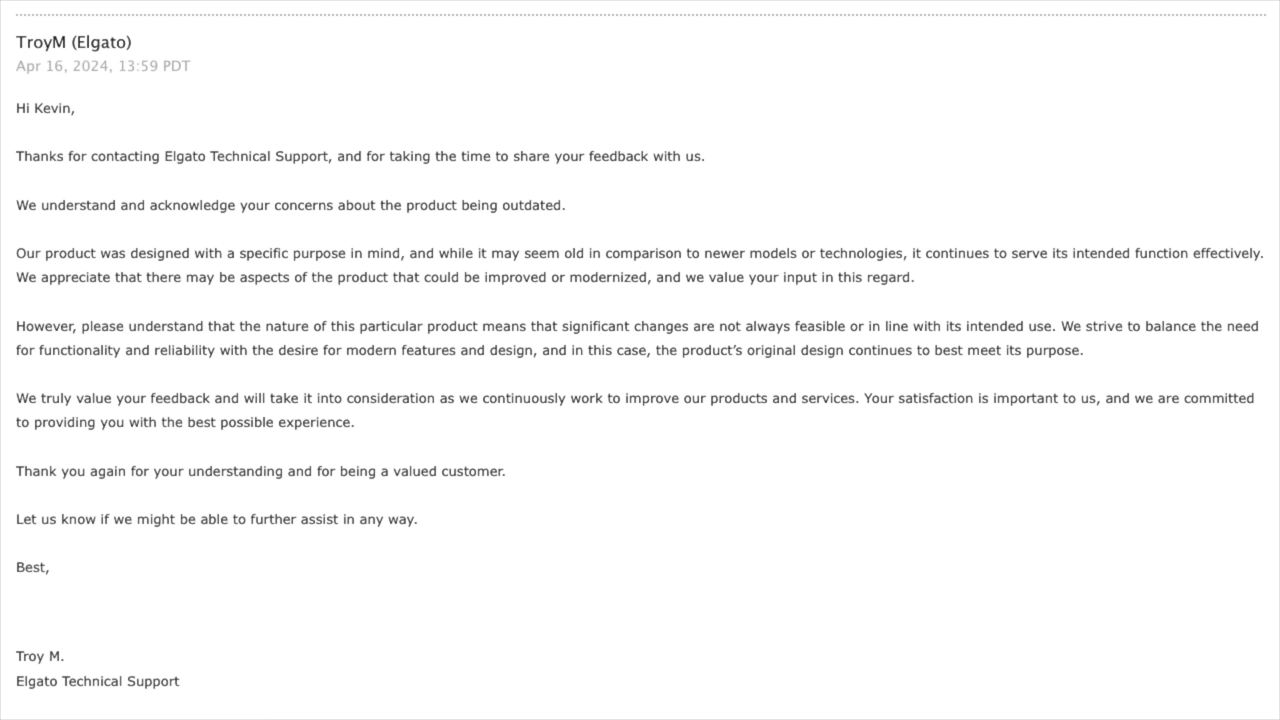 TroyM (Elgato)
Apr 16, 2024, 13:59 PDT
Hi Kevin,
Thanks for contacting Elgato Technical Support, and for taking the time to share your feedback with us.
We understand and acknowledge your concerns about the product being outdated.
Our product was designed with a specific purpose in mind, and while it may seem old in comparison to newer models or technologies, it continues to serve its intended function effectively.
We appreciate that there may be aspects of the product that could be improved or modernized, and we value your input in this regard.
However, please understand that the nature of this particular product means that significant changes are not always feasible or in line with its intended use. We strive to balance the need
for functionality and reliability with the desire for modern features and design, and in this case, the product’s original design continues to best meet its purpose.
We truly value your feedback and will take it into consideration as we continuously work to improve our products and services. Your satisfaction is important to us, and we are committed
to providing you with the best possible experience.
Thank you again for your understanding and for being a valued customer.
Let us know if we might be able to further assist in any way.
Best,
Troy M.
Elgato Technical Support